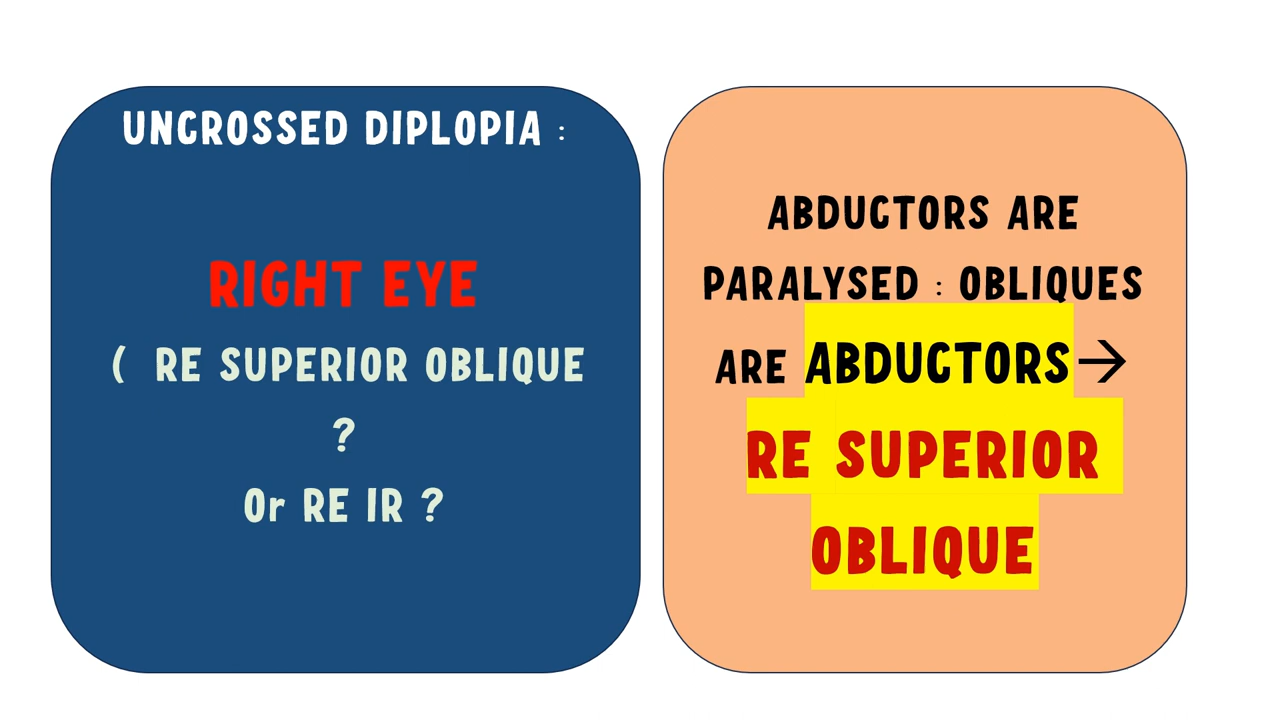 UNCROSSED DIPLOPIA :
RIGHT EYE
( RE SUPERIOR OBLIQUE
?
Or RE IR ?
ABDUCTORS ARE
PARALYSED : OBLIQUES
ARE ABDUCTORS→
RE SUPERIOR
OBLIQUE